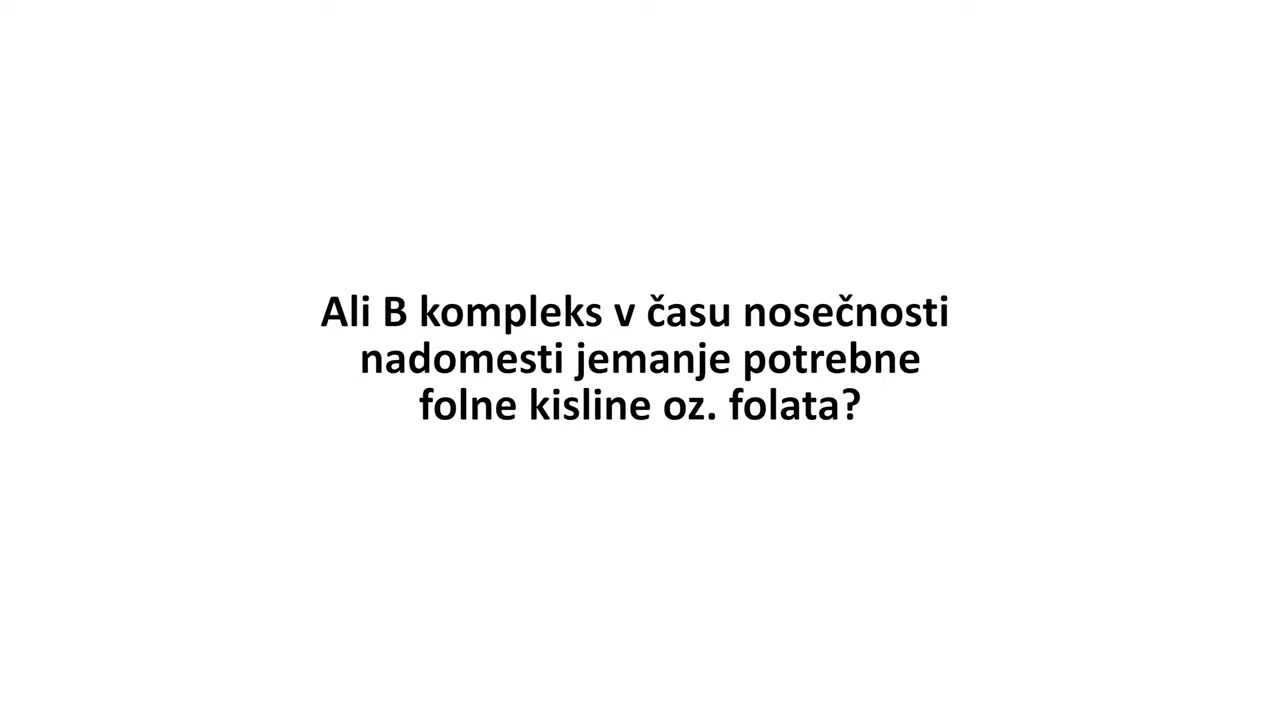 Ali B kompleks v času nosečnosti
nadomesti jemanje potrebne
folne kisline oz. folata?